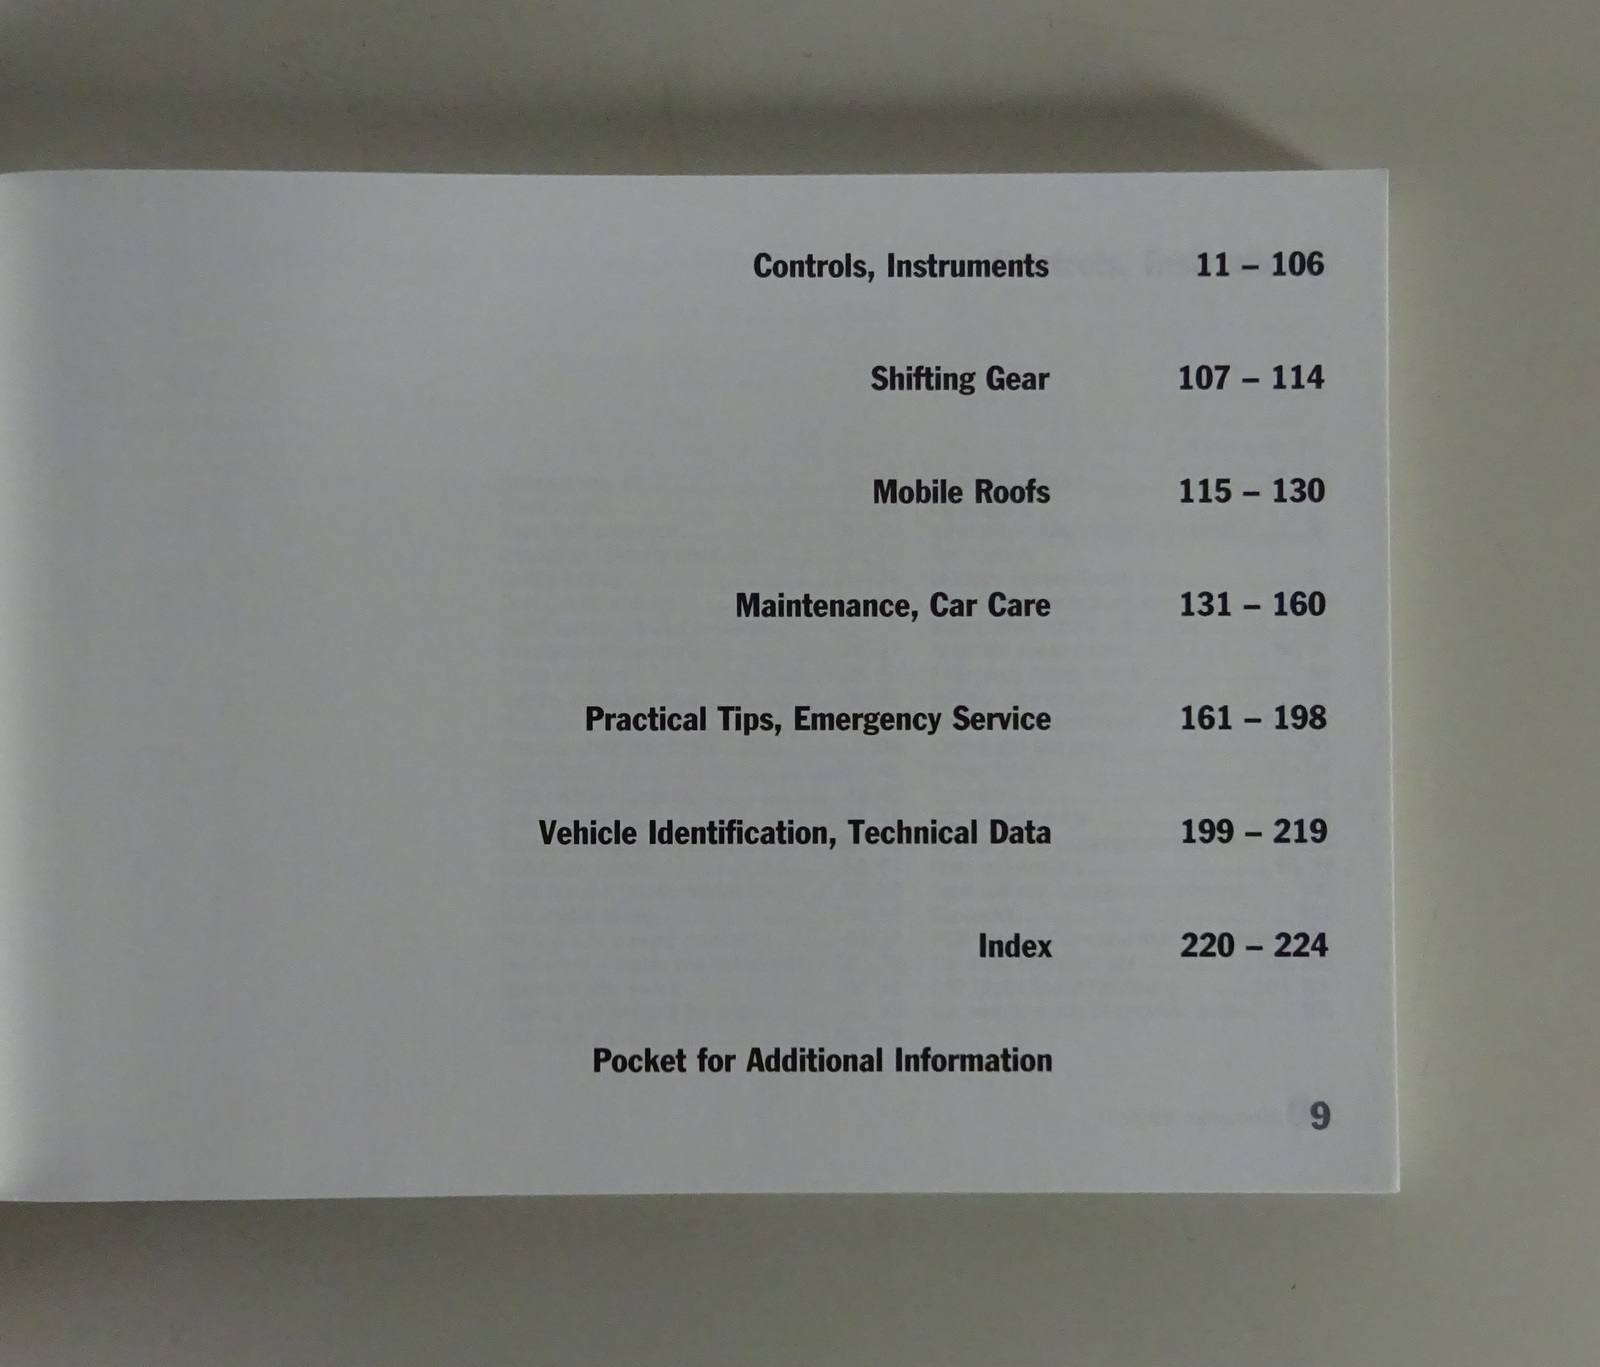 Controls, Instruments 11 – 106
Shifting Gear 107 – 114
Mobile Roofs 115 – 130
Maintenance, Car Care 131 – 160
Practical Tips, Emergency Service 161 – 198
Vehicle Identification, Technical Data 199 – 219
Index 220 – 224
Pocket for Additional Information
9